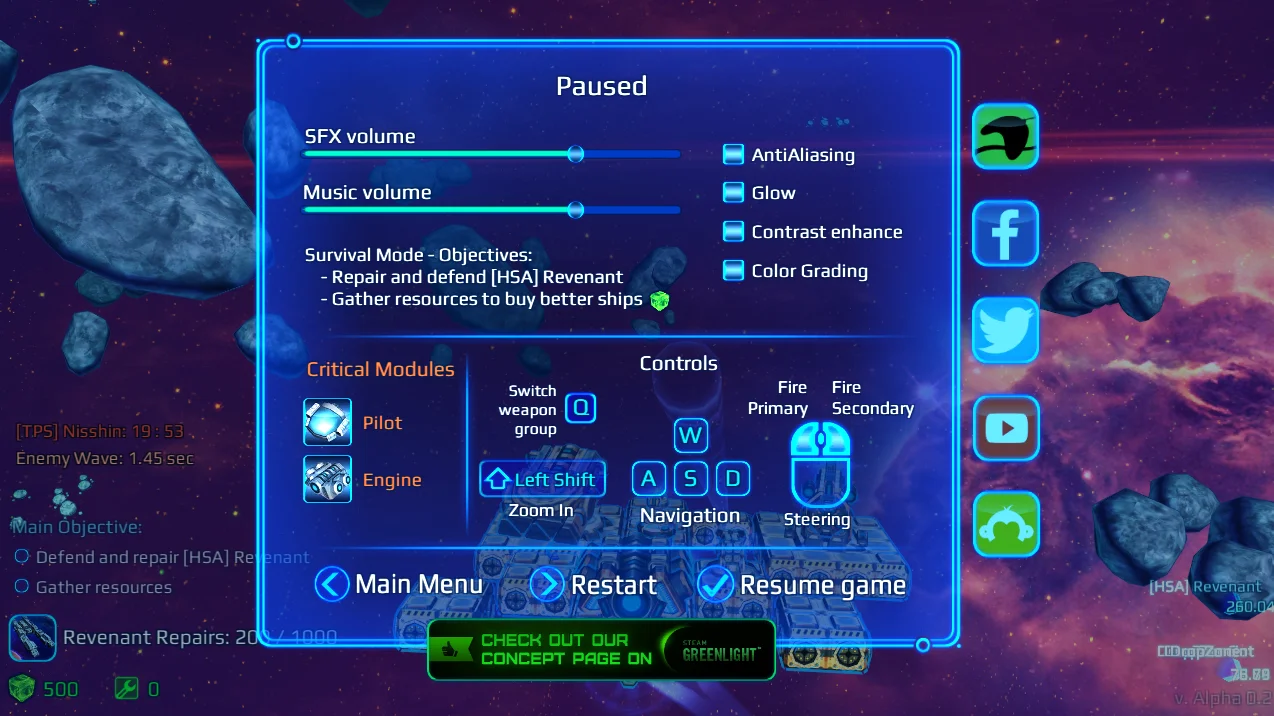 Paused
SFX volume
Music volume
AntiAliasing
Glow
Contrast enhance
Color Grading
Survival Mode - Objectives:
- Repair and defend [HSA] Revenant
- Gather resources to buy better ships
Critical Modules
Pilot
Engine
Controls
Switch
weapon
group
Q
Left Shift
Zoom In
W
A S D
Navigation
Fire
Primary
Fire
Secondary
Steering
Main Menu
Restart
Resume game
CHECK OUT OUR
CONCEPT PAGE ON
STEAM
GREENLIGHT™
[TPS] Nisshin: 19 : 53
Enemy Wave: 1.45 sec
Main Objective:
Defend and repair [HSA] Revenant
Gather resources
Revenant Repairs: 200 / 1000
500
0
[HSA] Revenant
260.04
v. Alpha 0.2